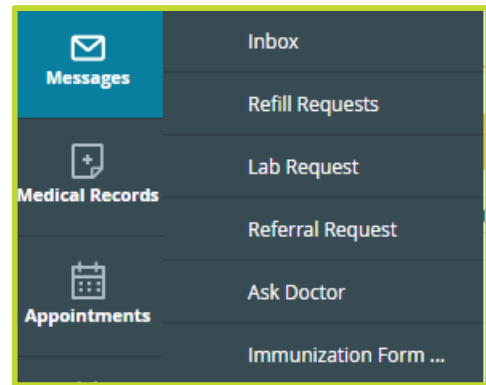 Messages
Medical Records
Appointments
Inbox
Refill Requests
Lab Request
Referral Request
Ask Doctor
Immunization Form ...